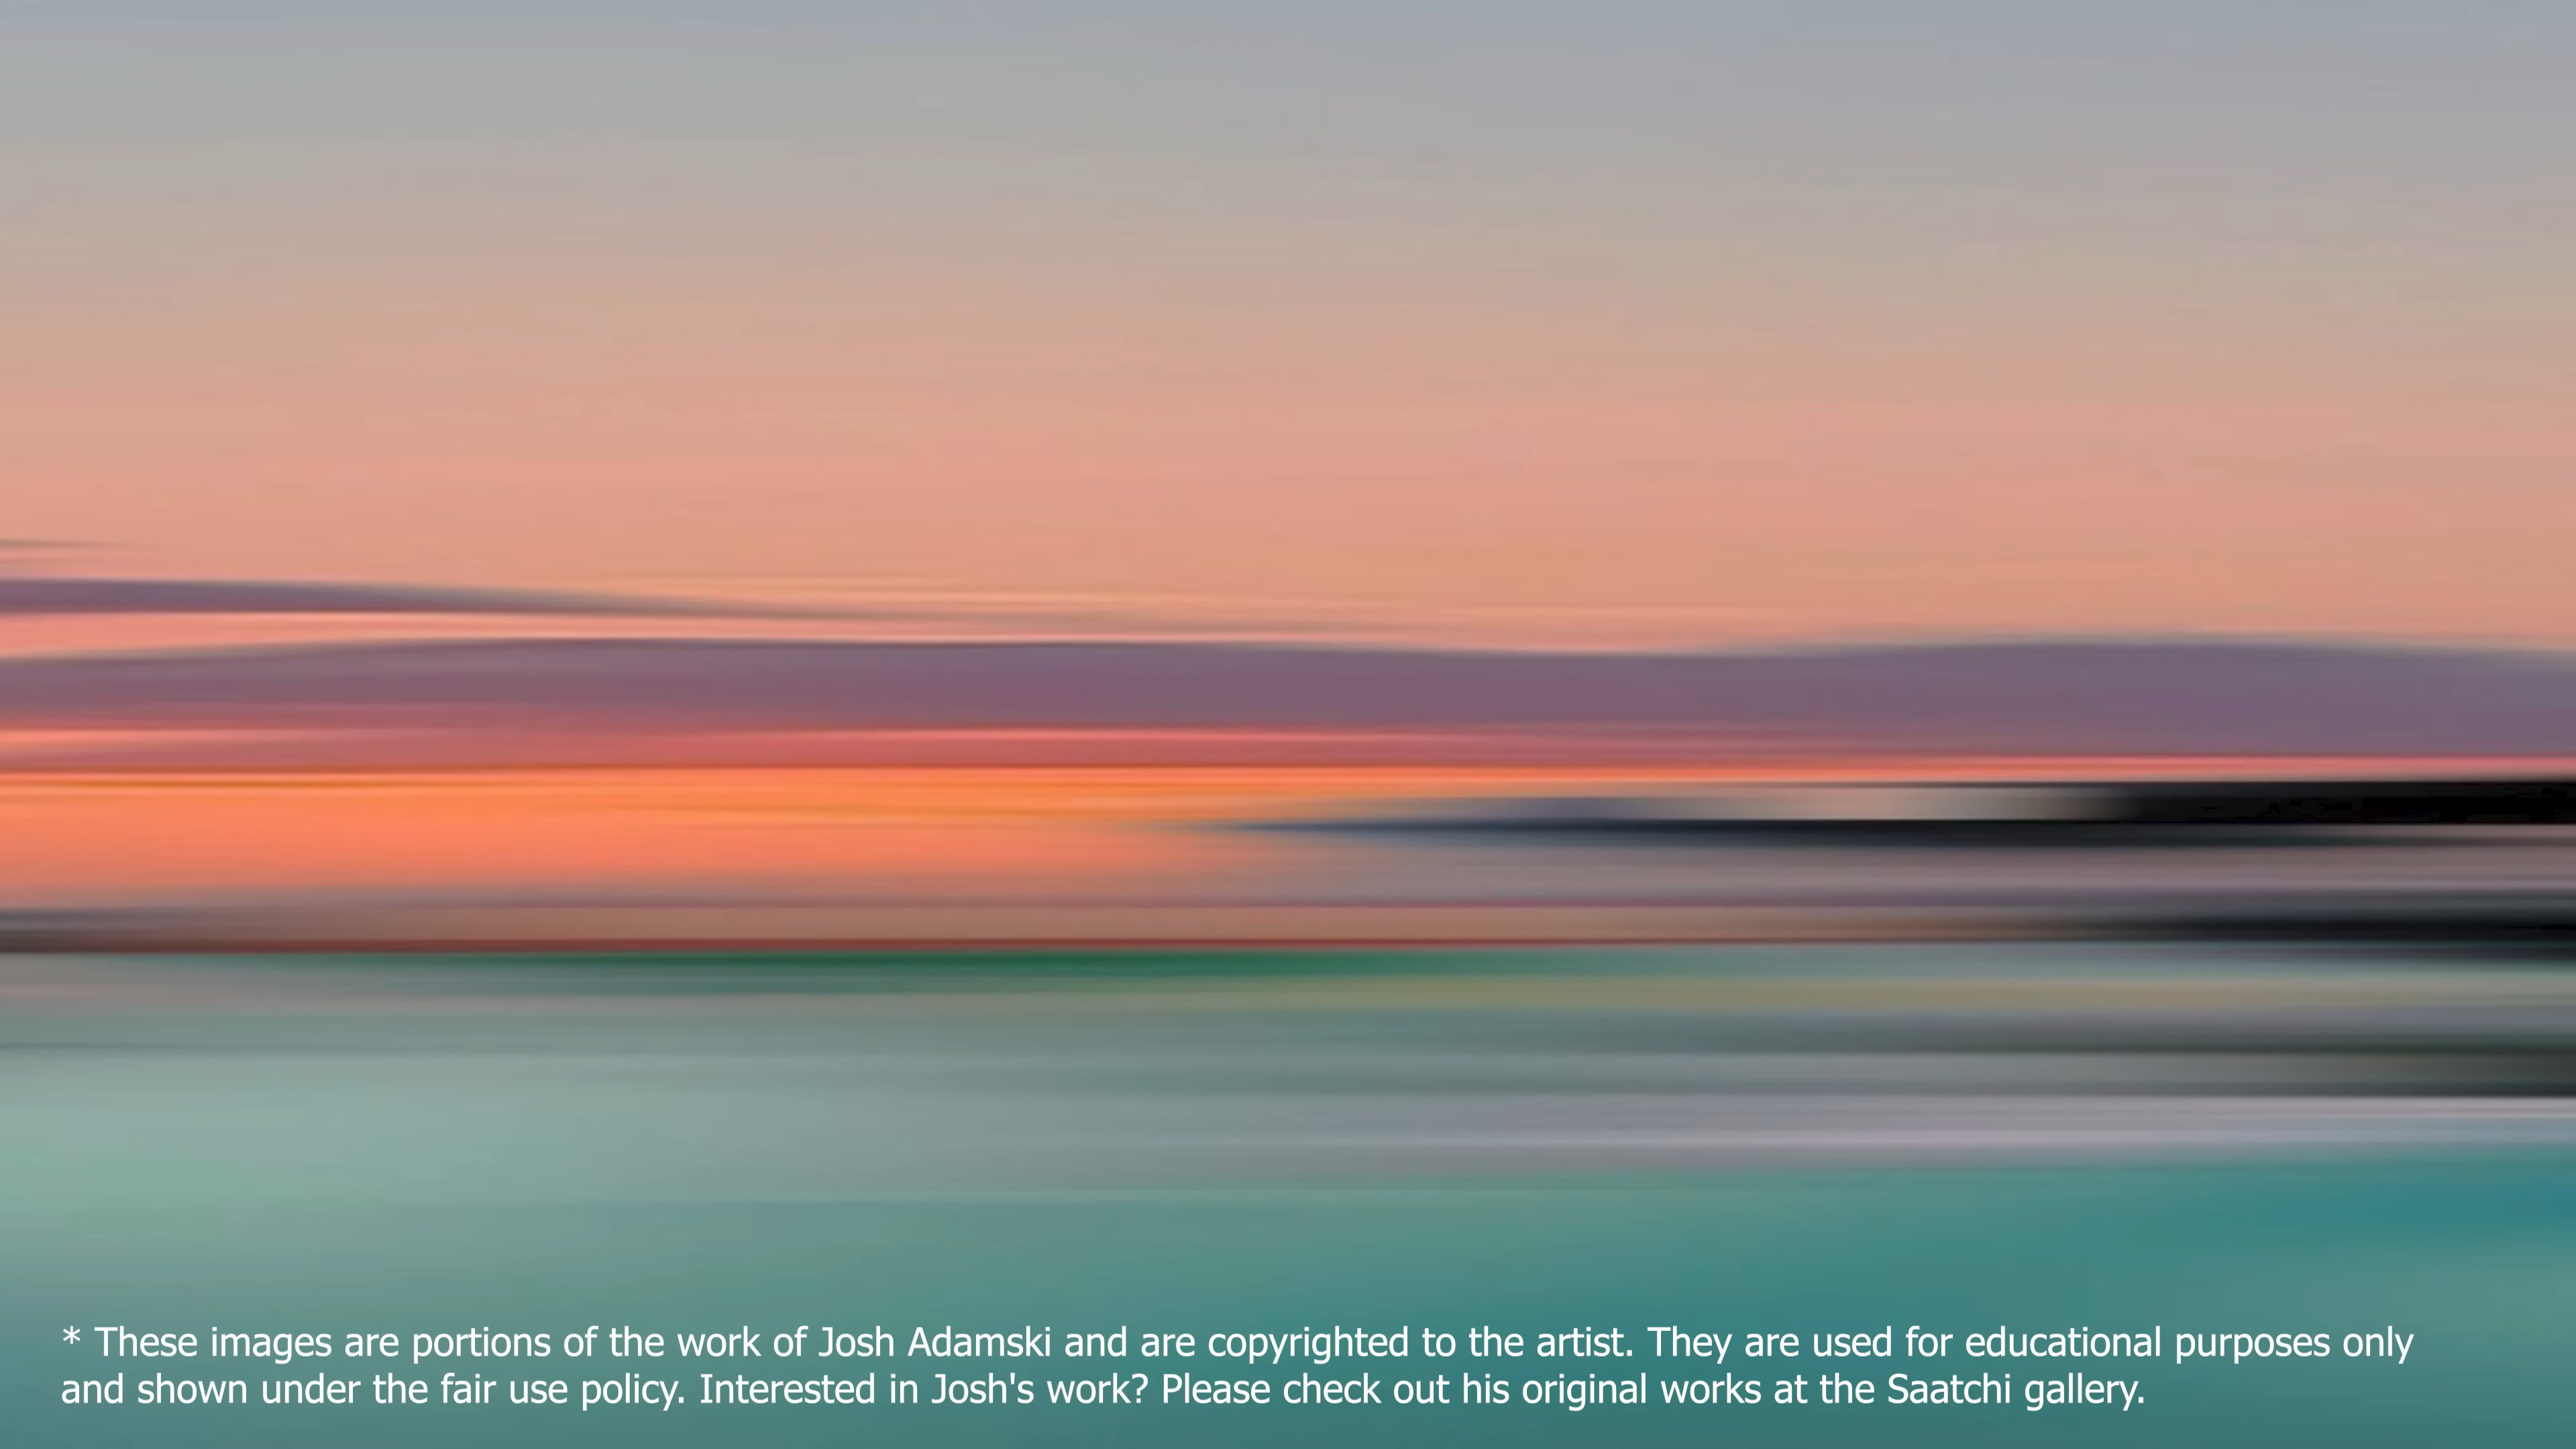 * These images are portions of the work of Josh Adamski and are copyrighted to the artist. They are used for educational purposes only
and shown under the fair use policy. Interested in Josh's work? Please check out his original works at the Saatchi gallery.